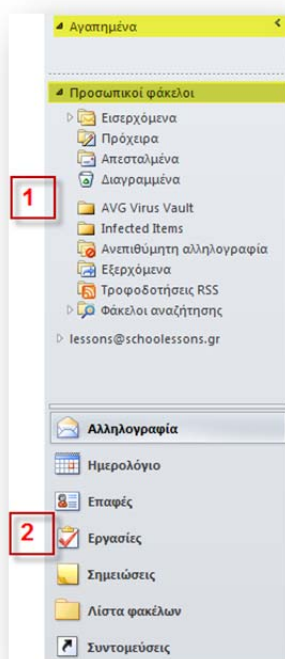 Αγαπημένα
Προσωπικοί φάκελοι
Εισερχόμενα
Πρόχειρα
Απεσταλμένα
Διαγραμμένα
1
AVG Virus Vault
Infected Items
Ανεπιθύμητη αλληλογραφία
Εξερχόμενα
Τροφοδοτήσεις RSS
Φάκελοι αναζήτησης
lessons@schoolessons.gr
Αλληλογραφία
Ημερολόγιο
Επαφές
2
Εργασίες
Σημειώσεις
Λίστα φακέλων
Συντομεύσεις